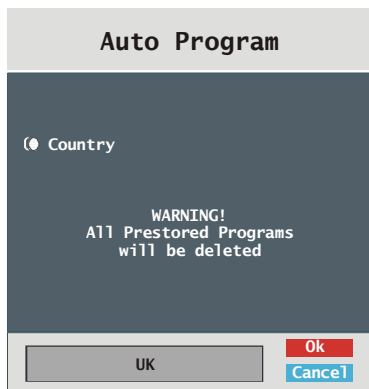 Auto Program
Country
WARNING!
All Prestored Programs
will be deleted
UK
Ok
Cancel